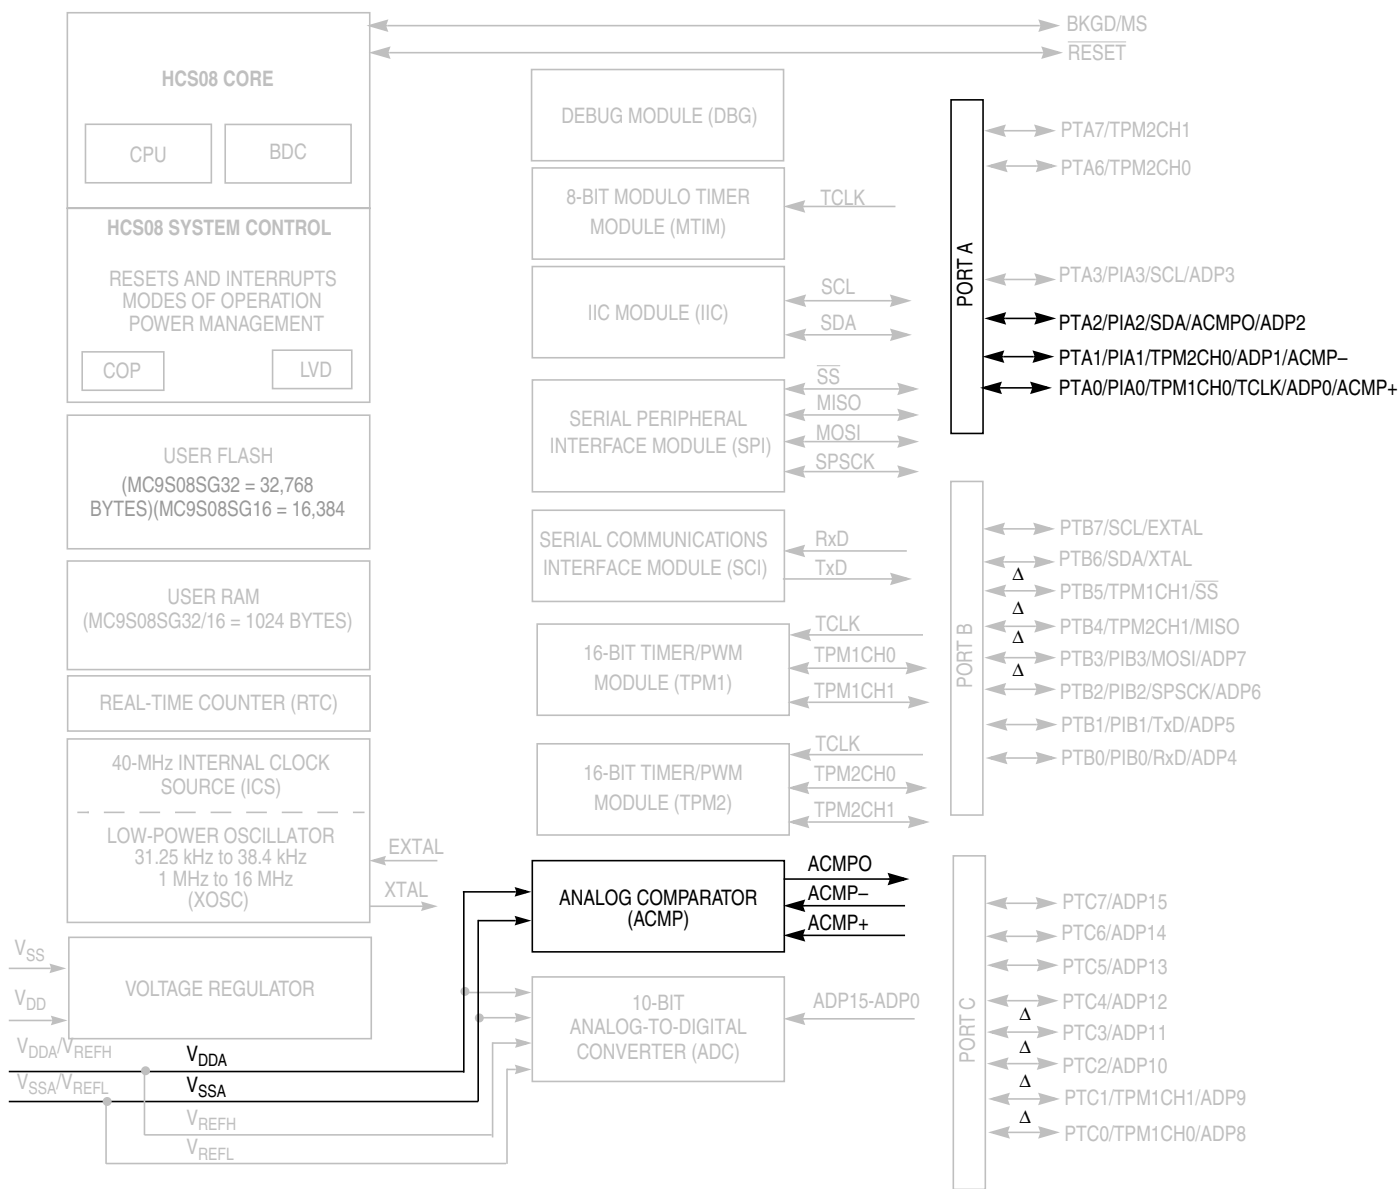 BKGD/MS
RESET
HCS08 CORE
CPU
BDC
HCS08 SYSTEM CONTROL
RESETS AND INTERRUPTS
MODES OF OPERATION
POWER MANAGEMENT
COP
LVD
USER FLASH
(MC9S08SG32 = 32,768
BYTES)(MC9S08SG16 = 16,384
USER RAM
(MC9S08SG32/16 = 1024 BYTES)
REAL-TIME COUNTER (RTC)
40-MHz INTERNAL CLOCK
SOURCE (ICS)
LOW-POWER OSCILLATOR
31.25 kHz to 38.4 kHz
1 MHz to 16 MHz
(XOSC)
EXTAL
XTAL
VSS
VDD
VOLTAGE REGULATOR
VDDA/VREFH
VDDA
VSSA/VREFL
VSSA
VREFH
VREFL
DEBUG MODULE (DBG)
8-BIT MODULO TIMER
MODULE (MTIM)
TCLK
IIC MODULE (IIC)
SCL
SDA
SERIAL PERIPHERAL
INTERFACE MODULE (SPI)
SS
MISO
MOSI
SPSCK
SERIAL COMMUNICATIONS
INTERFACE MODULE (SCI)
RxD
TxD
16-BIT TIMER/PWM
MODULE (TPM1)
TCLK
TPM1CH0
TPM1CH1
16-BIT TIMER/PWM
MODULE (TPM2)
TCLK
TPM2CH0
TPM2CH1
ANALOG COMPARATOR
(ACMP)
ACMPO
ACMP–
ACMP+
10-BIT
ANALOG-TO-DIGITAL
CONVERTER (ADC)
ADP15-ADP0
PORT A
PTA7/TPM2CH1
PTA6/TPM2CH0
PTA3/PIA3/SCL/ADP3
PTA2/PIA2/SDA/ACMPO/ADP2
PTA1/PIA1/TPM2CH0/ADP1/ACMP–
PTA0/PIA0/TPM1CH0/TCLK/ADP0/ACMP+
PORT B
PTB7/SCL/EXTAL
PTB6/SDA/XTAL
Δ
PTB5/TPM1CH1/SS
Δ
PTB4/TPM2CH1/MISO
Δ
PTB3/PIB3/MOSI/ADP7
Δ
PTB2/PIB2/SPSCK/ADP6
PTB1/PIB1/TxD/ADP5
PTB0/PIB0/RxD/ADP4
PORT C
PTC7/ADP15
PTC6/ADP14
PTC5/ADP13
PTC4/ADP12
Δ
PTC3/ADP11
Δ
PTC2/ADP10
Δ
PTC1/TPM1CH1/ADP9
Δ
PTC0/TPM1CH0/ADP8